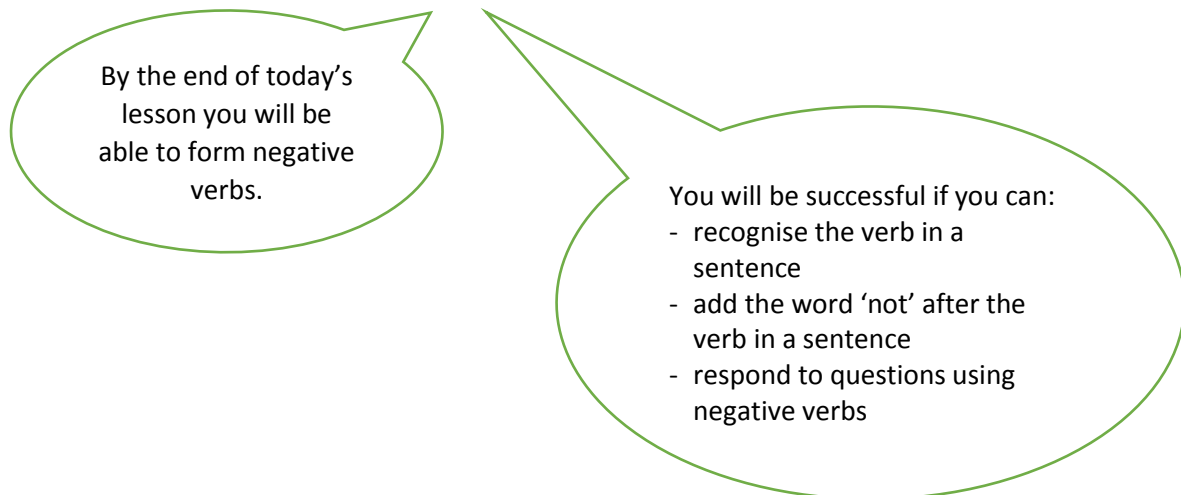 By the end of today’s
lesson you will be
able to form negative
verbs.
You will be successful if you can:
- recognise the verb in a
sentence
- add the word ‘not’ after the
verb in a sentence
- respond to questions using
negative verbs